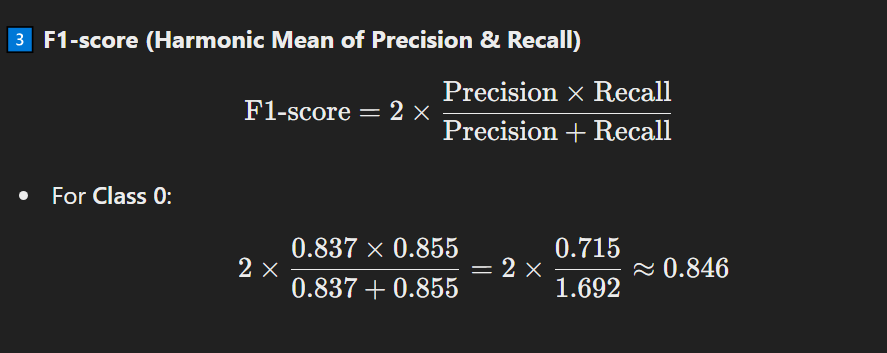 3 F1-score (Harmonic Mean of Precision & Recall)
F1-score = 2 × Precision × Recall / Precision + Recall
• For Class 0:
2 × 0.837 × 0.855 / 0.837 + 0.855 = 2 × 0.715 / 1.692 ≈ 0.846